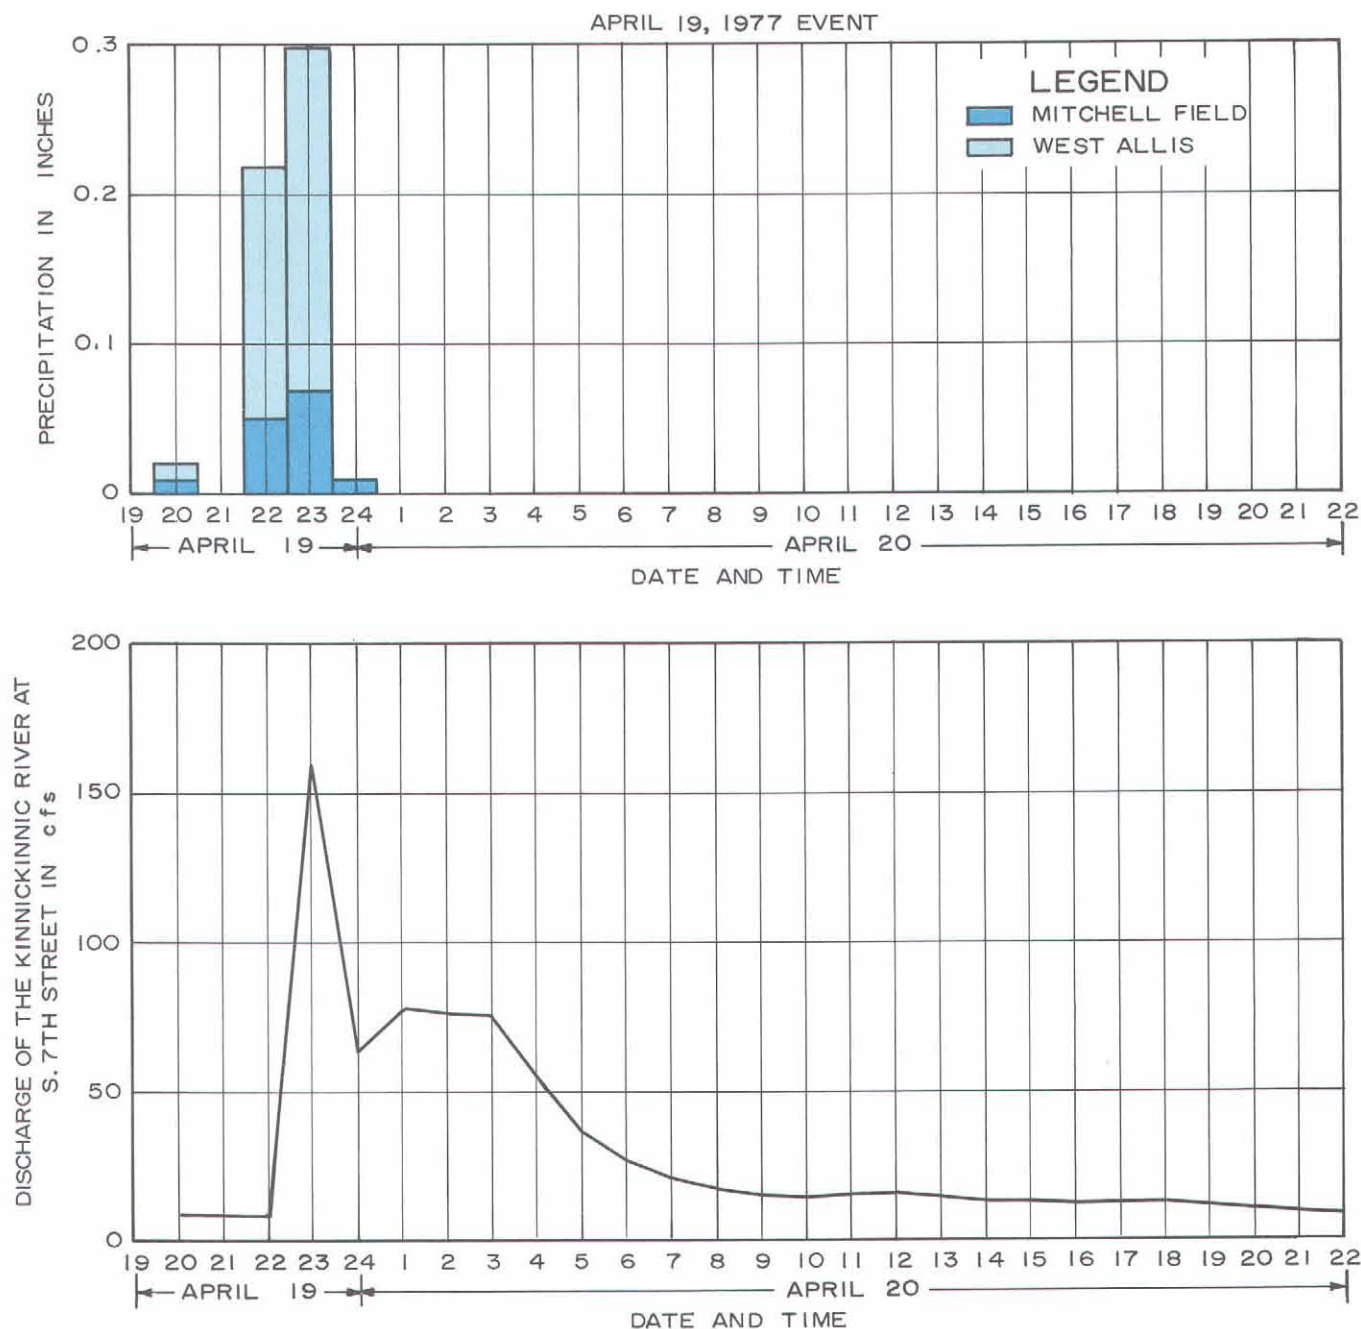 APRIL 19, 1977 EVENT
PRECIPITATION IN INCHES
0.3
0.2
0.1
0
LEGEND
MITCHELL FIELD
WEST ALLIS
19 20 21 22 23 24 1 2 3 4 5 6 7 8 9 10 11 12 13 14 15 16 17 18 19 20 21 22
APRIL 19 APRIL 20
DATE AND TIME
DISCHARGE OF THE KINNICKINNIC RIVER AT
S. 7TH STREET IN cfs
200
150
100
50
0
19 20 21 22 23 24 1 2 3 4 5 6 7 8 9 10 11 12 13 14 15 16 17 18 19 20 21 22
APRIL 19 APRIL 20
DATE AND TIME